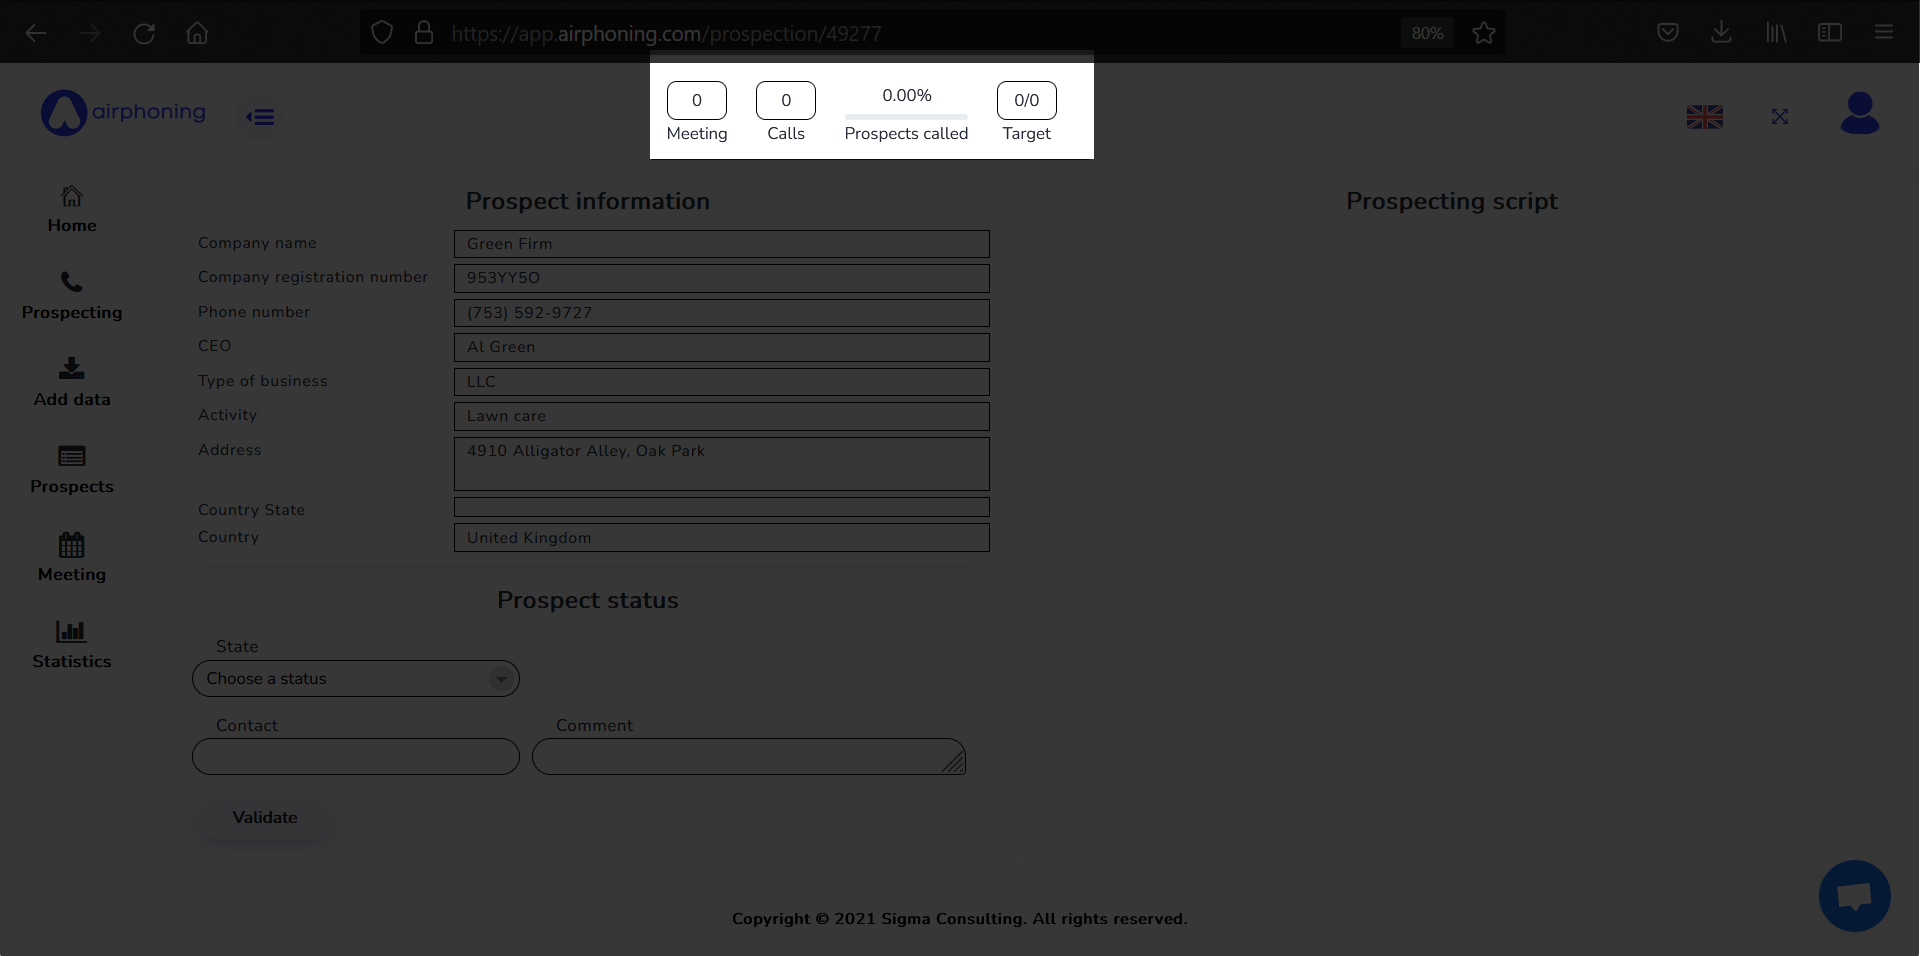 https://app.airphoning.com/prospection/49277
80%
airphoning
0
Meeting
0
Calls
0.00%
Prospects called
0/0
Target
Home
Prospecting
Add data
Prospects
Meeting
Statistics
Prospect information
Company name
Green Firm
Company registration number
953YY5O
Phone number
(753) 592-9727
CEO
Al Green
Type of business
LLC
Activity
Lawn care
Address
4910 Alligator Alley, Oak Park
Country State
Country
United Kingdom
Prospect status
State
Choose a status
Contact
Comment
Validate
Prospecting script
Copyright © 2021 Sigma Consulting. All rights reserved.